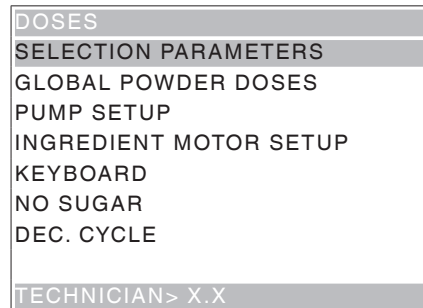 DOSES
SELECTION PARAMETERS
GLOBAL POWDER DOSES
PUMP SETUP
INGREDIENT MOTOR SETUP
KEYBOARD
NO SUGAR
DEC. CYCLE
TECHNICIAN> X.X